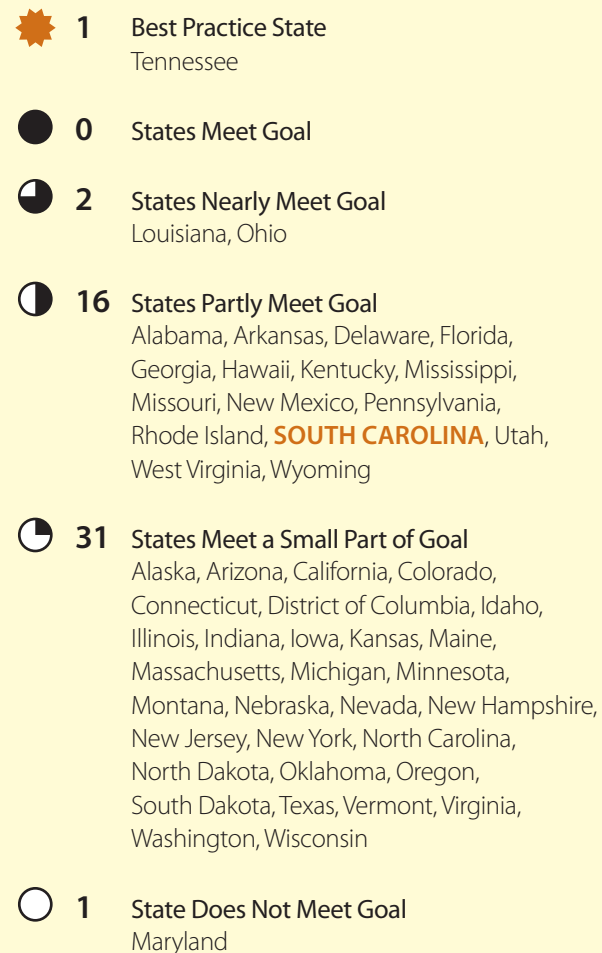 1 Best Practice State
Tennessee
0 States Meet Goal
2 States Nearly Meet Goal
Louisiana, Ohio
16 States Partly Meet Goal
Alabama, Arkansas, Delaware, Florida,
Georgia, Hawaii, Kentucky, Mississippi,
Missouri, New Mexico, Pennsylvania,
Rhode Island, SOUTH CAROLINA, Utah,
West Virginia, Wyoming
31 States Meet a Small Part of Goal
Alaska, Arizona, California, Colorado,
Connecticut, District of Columbia, Idaho,
Illinois, Indiana, Iowa, Kansas, Maine,
Massachusetts, Michigan, Minnesota,
Montana, Nebraska, Nevada, New Hampshire,
New Jersey, New York, North Carolina,
North Dakota, Oklahoma, Oregon,
South Dakota, Texas, Vermont, Virginia,
Washington, Wisconsin
1 State Does Not Meet Goal
Maryland